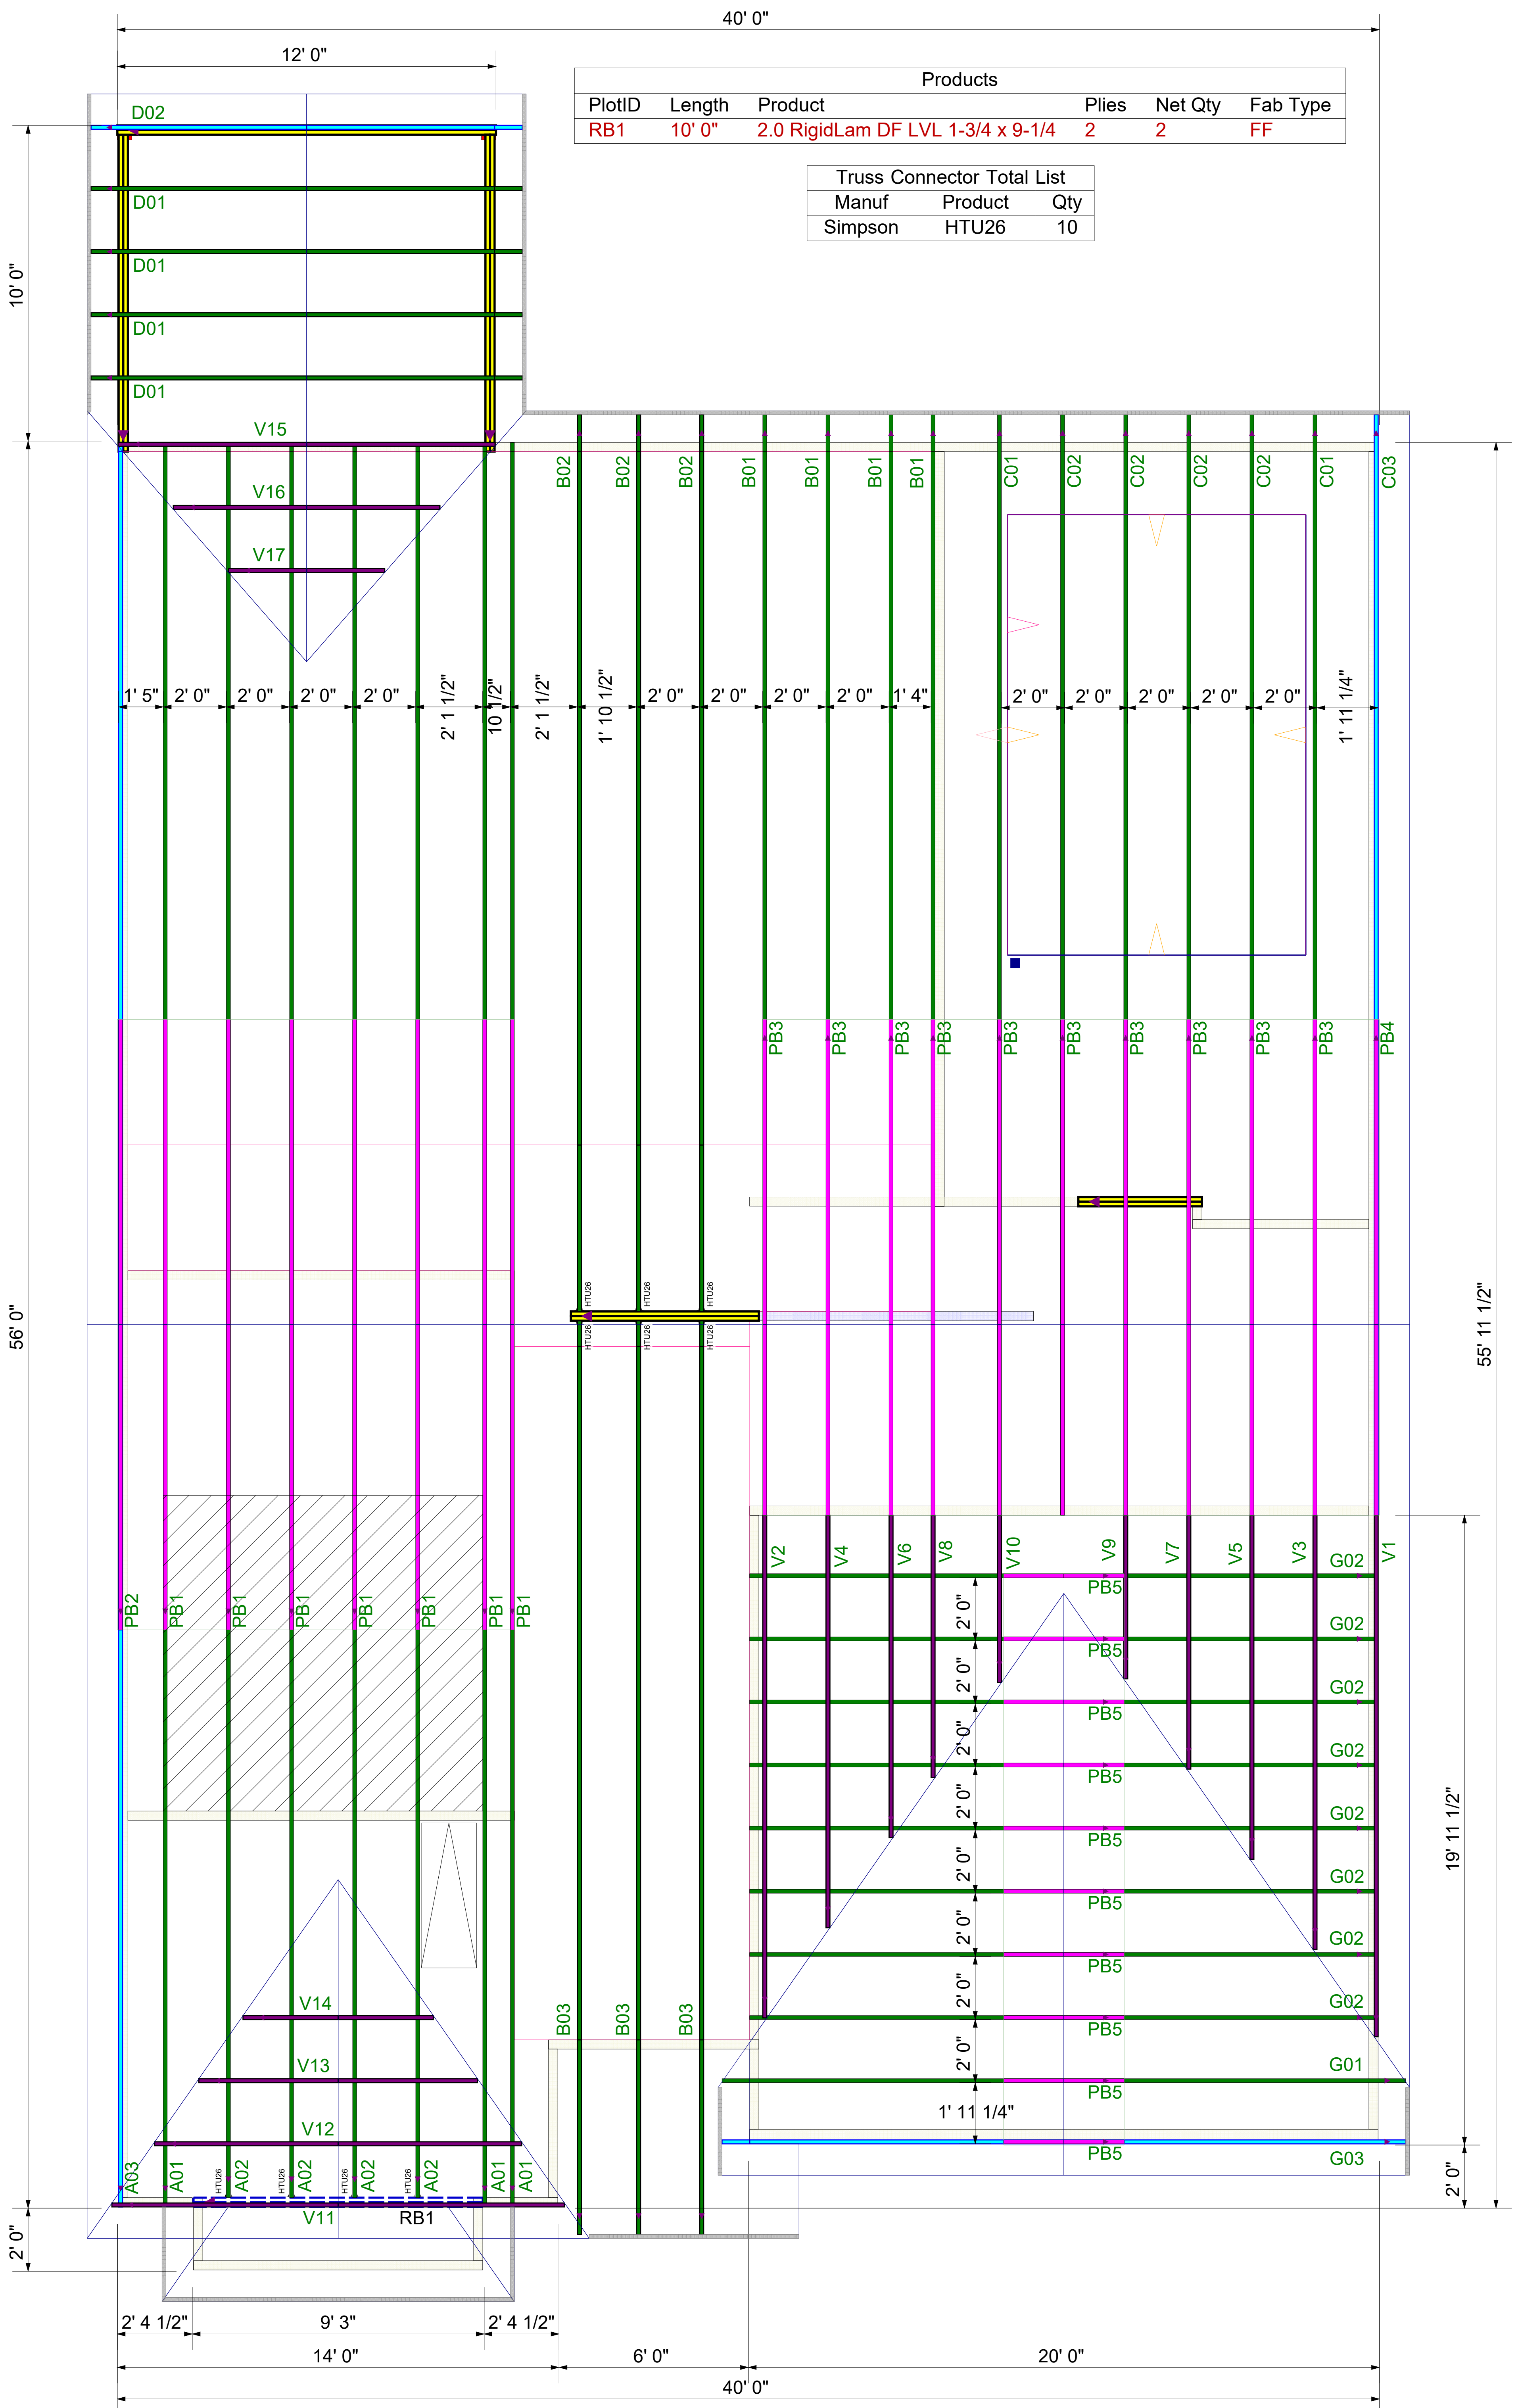 40' 0"
12' 0"
Products
PlotID Length Product Plies Net Qty Fab Type
RB1 10' 0" 2.0 RigidLam DF LVL 1-3/4 x 9-1/4 2 2 FF
D02
Truss Connector Total List
Manuf Product Qty
Simpson HTU26 10
D01
D01
10' 0"
D01
D01
V15
B02 B02 B02 B01 B01 B01 B01 C01 C02 C02 C02 C02 C01 C03
V16
V17
1' 5" 2' 0" 2' 0" 2' 0" 2' 0" 2' 1 1/2" 10 1/2" 2' 1 1/2" 1' 10 1/2" 2' 0" 2' 0" 2' 0" 2' 0" 1' 4" 2' 0" 2' 0" 2' 0" 2' 0" 2' 0" 1' 11 1/4"
PB3 PB3 PB3 PB3 PB3 PB3 PB3 PB3 PB3 PB3 PB4
HTU26 HTU26 HTU26
56' 0"
55' 11 1/2"
HTU26 HTU26 HTU26
V2 V4 V6 V8 V10 V9 V7 V5 V3 V1
G02
PB5
PB2 PB1 PB1 PB1 PB1 PB1 PB1 PB1
2' 0"
G02
PB5
2' 0"
G02
PB5
2' 0"
G02
PB5
2' 0"
G02
PB5
19' 11 1/2"
2' 0"
G02
PB5
2' 0"
G02
PB5
2' 0"
V14
G02
PB5
B03 B03 B03
2' 0"
V13
G01
PB5
1' 11 1/4"
V12
PB5
G03
A03 A01 HTU26 A02 HTU26 A02 HTU26 A02 HTU26 A02 A01 A01
2' 0"
V11 RB1
2' 0"
2' 4 1/2" 9' 3" 2' 4 1/2"
14' 0" 6' 0" 20' 0"
40' 0"